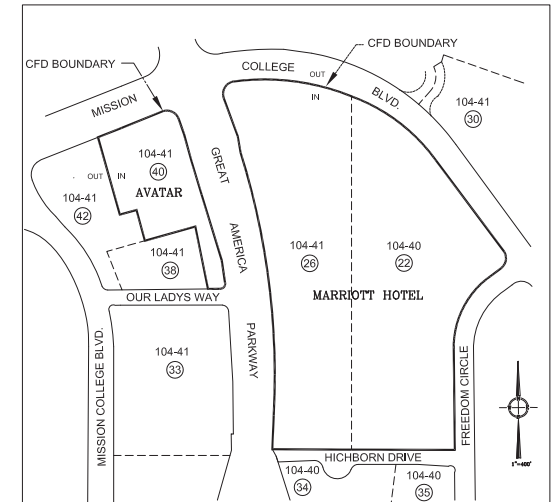 CFD BOUNDARY
COLLEGE
OUT
IN
BLVD.
CFD BOUNDARY
MISSION
104-41
30
104-41
40
OUT IN
AVATAR
104-41
42
GREAT
AMERICA
PARKWAY
104-41
38
104-41
26
104-40
22
MARRIOTT HOTEL
OUR LADYS WAY
MISSION COLLEGE BLVD.
104-41
33
FREEDOM CIRCLE
1"=400'
HICHBORN DRIVE
104-40
34
104-40
35